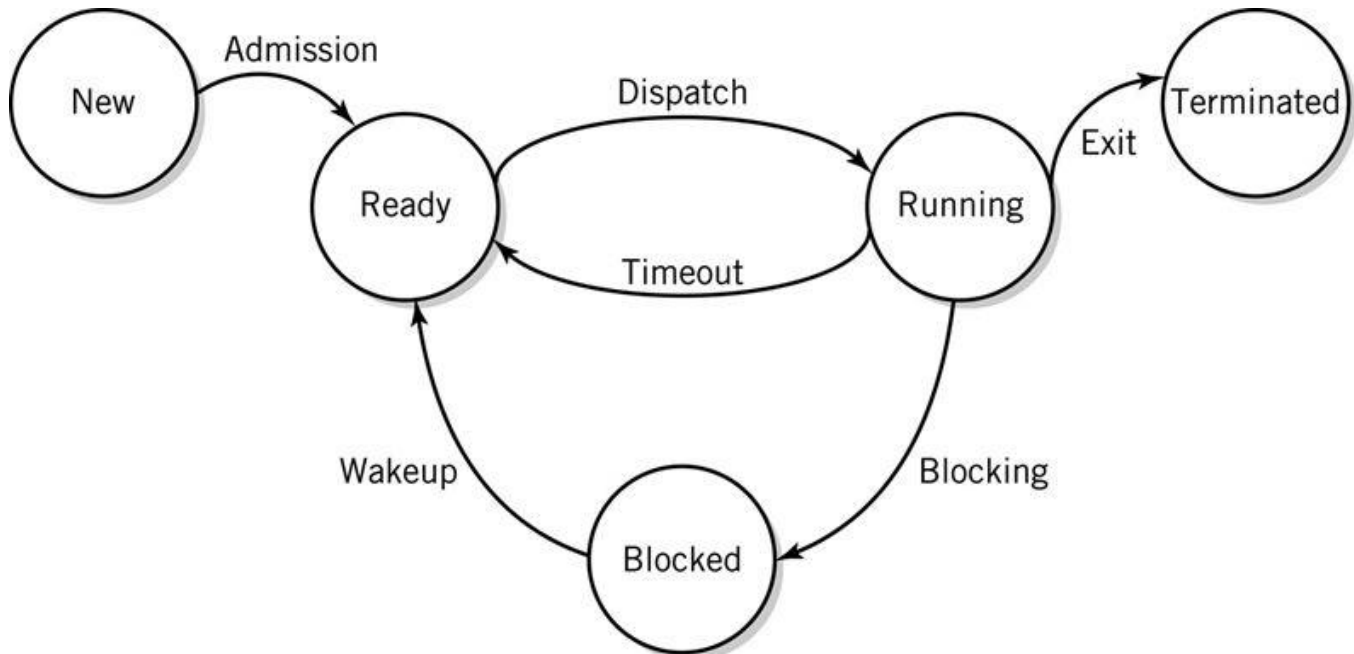 New
Admission
Ready
Dispatch
Timeout
Running
Exit
Terminated
Wakeup
Blocked
Blocking